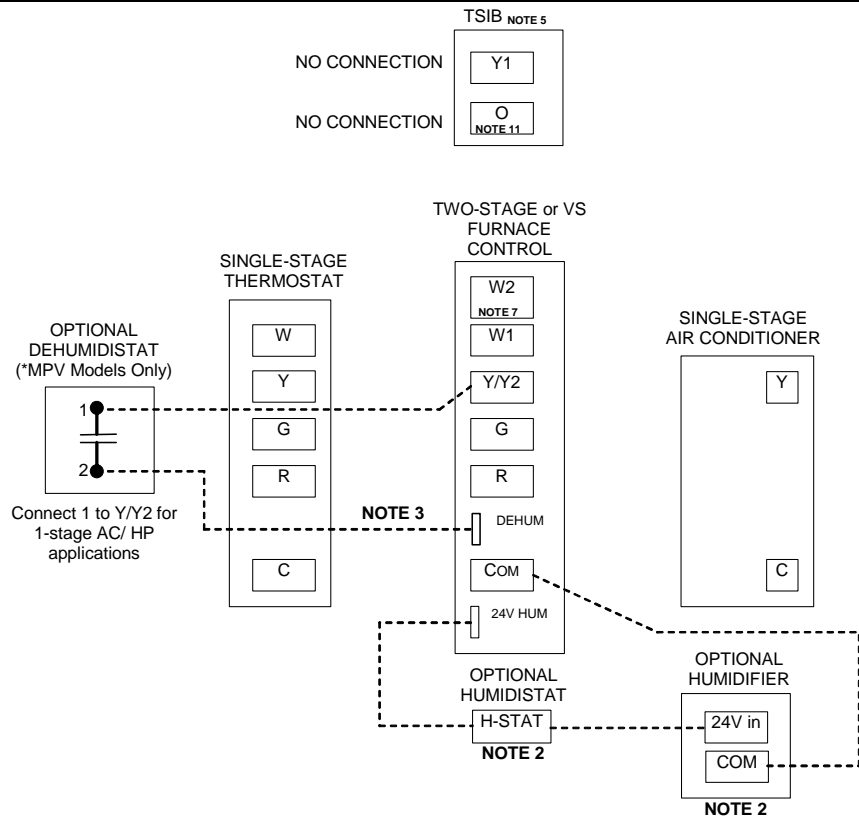 TSIB NOTE 5
NO CONNECTION
Y1
NO CONNECTION
O
NOTE 11
TWO-STAGE or VS
FURNACE
CONTROL
SINGLE-STAGE
THERMOSTAT
OPTIONAL
DEHUMIDISTAT
(*MPV Models Only)
1
2
Connect 1 to Y/Y2 for
1-stage AC/ HP
applications
W
Y
G
R
C
NOTE 3
W2
NOTE 7
W1
Y/Y2
G
R
DEHUM
COM
24V HUM
SINGLE-STAGE
AIR CONDITIONER
Y
C
OPTIONAL
HUMIDISTAT
H-STAT
NOTE 2
OPTIONAL
HUMIDIFIER
24V in
COM
NOTE 2